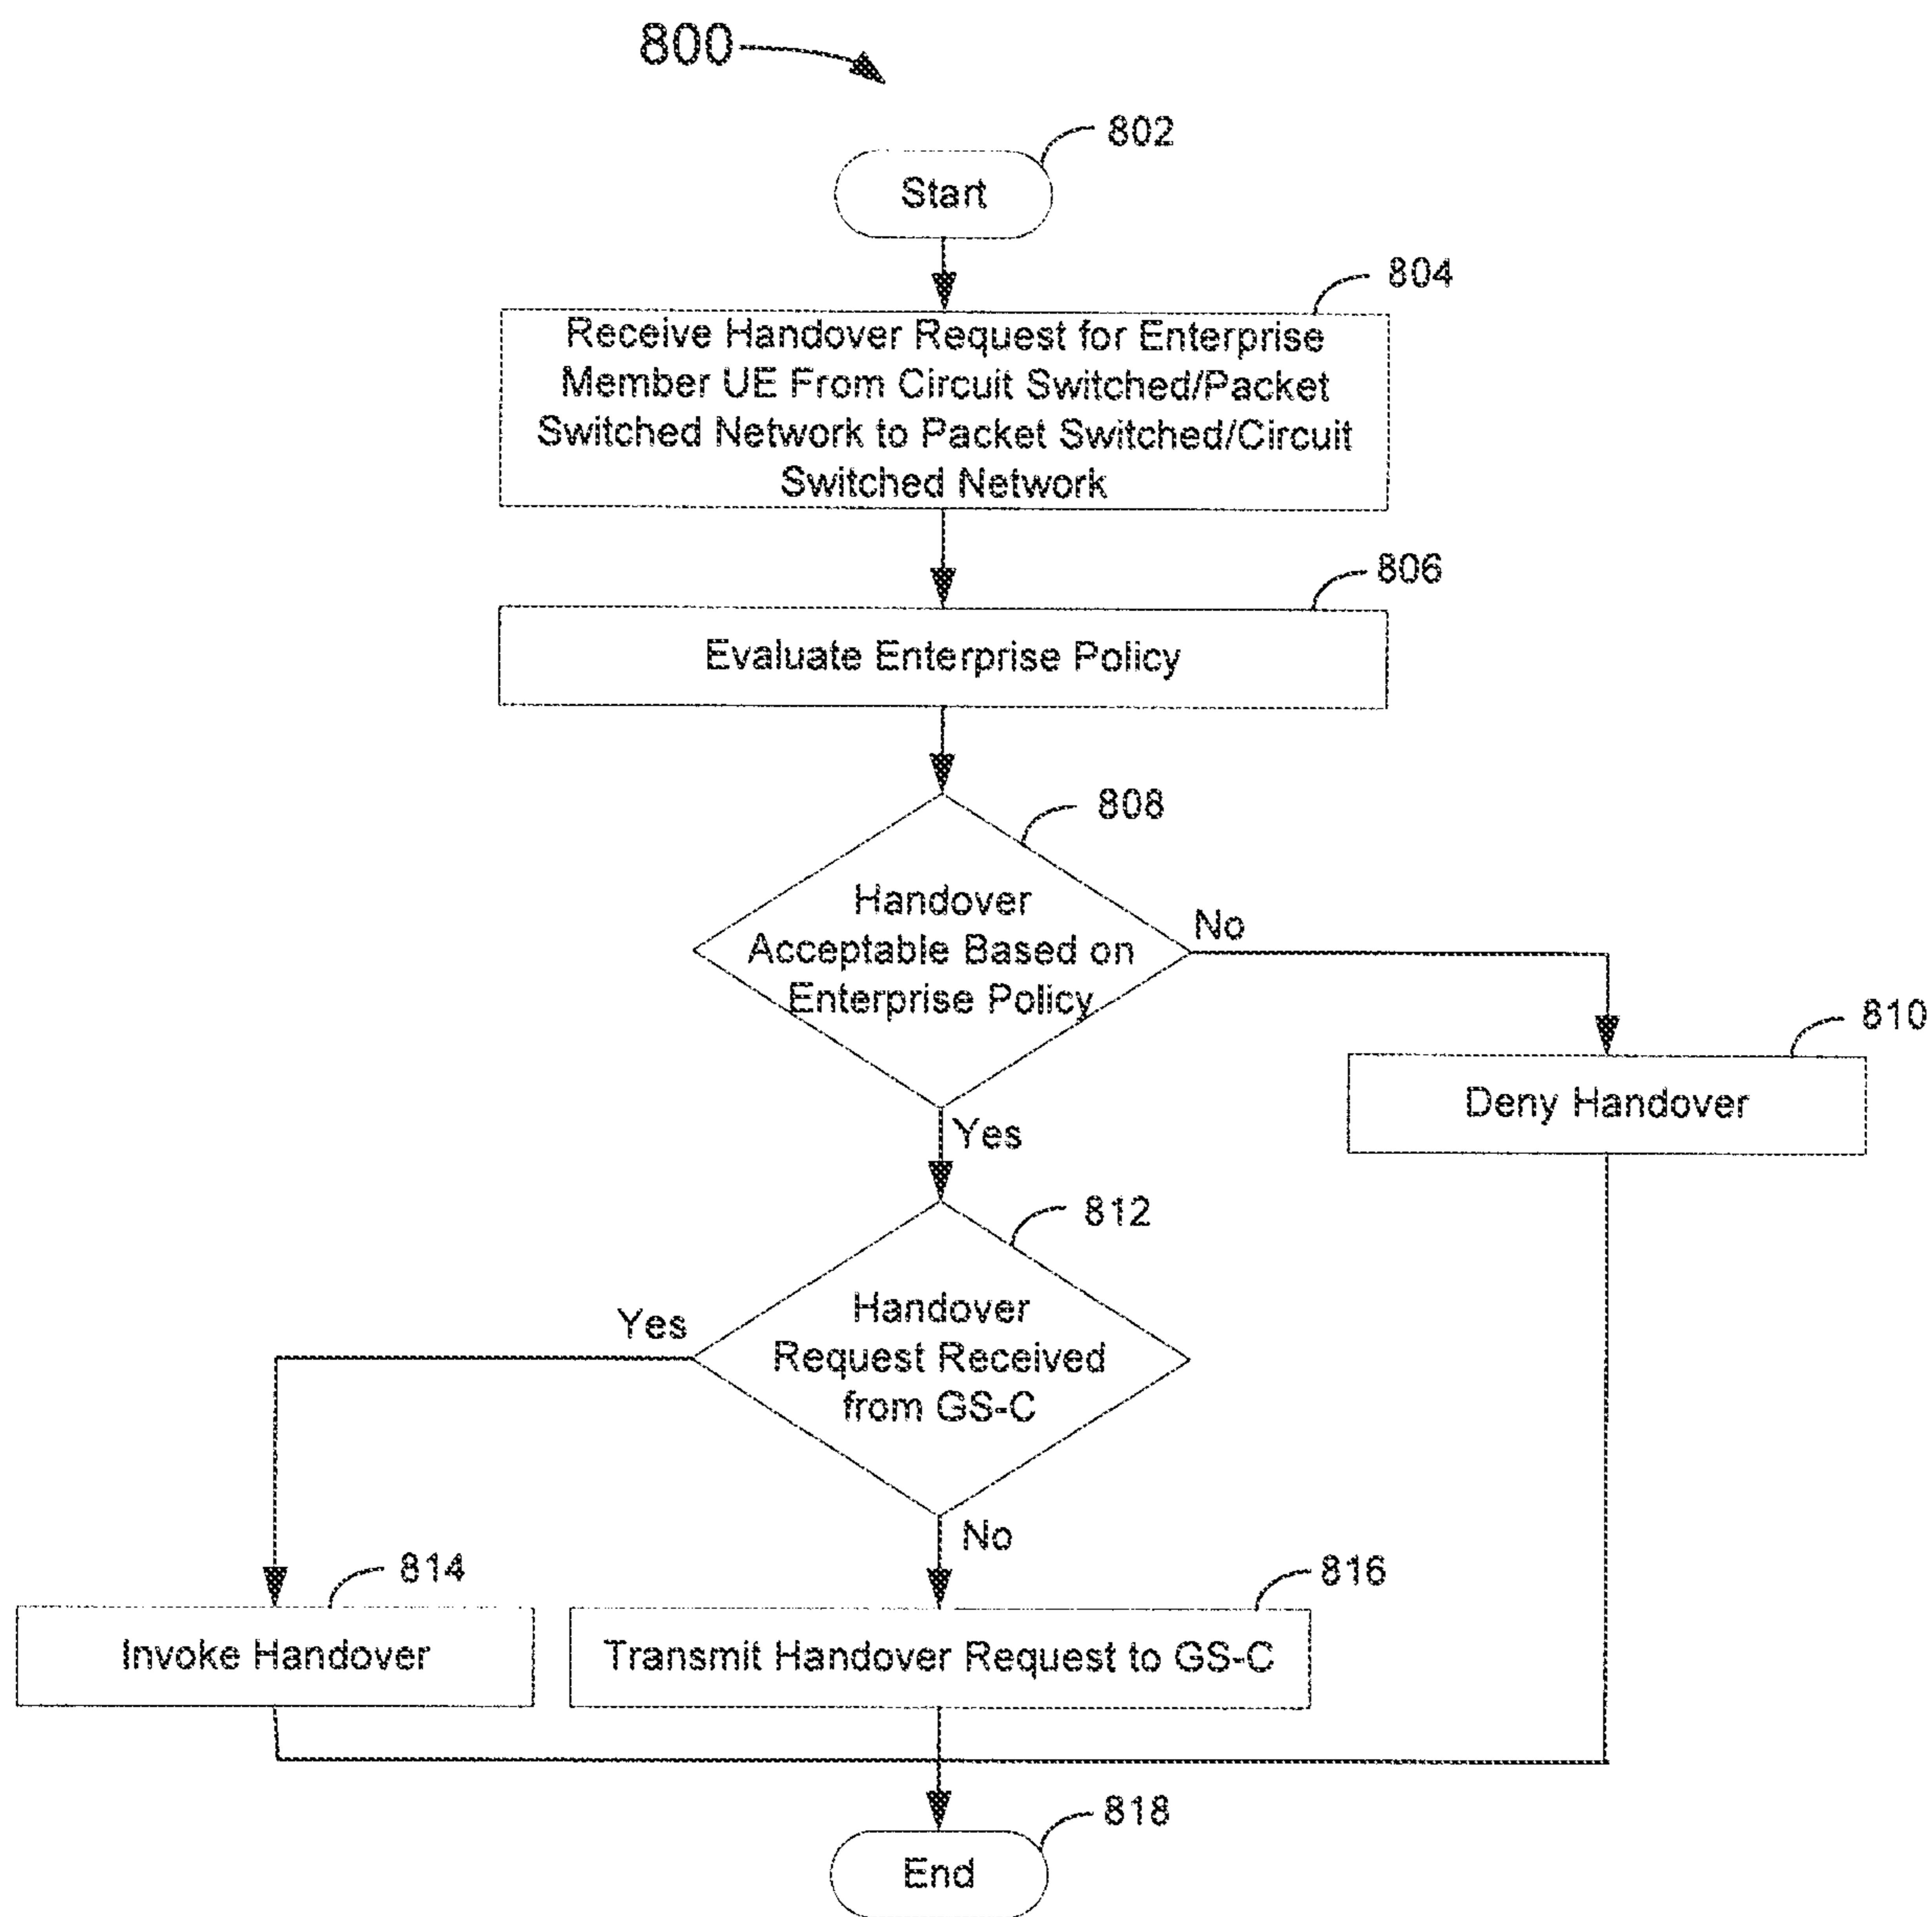 800
802
Start
804
Receive Handover Request for Enterprise
Member UE From Circuit Switched/Packet
Switched Network to Packet Switched/Circuit
Switched Network
806
Evaluate Enterprise Policy
808
Handover
Acceptable Based on
Enterprise Policy
No
810
Deny Handover
Yes
812
Handover
Request Received
from GS-C
Yes
No
814
Invoke Handover
816
Transmit Handover Request to GS-C
818
End